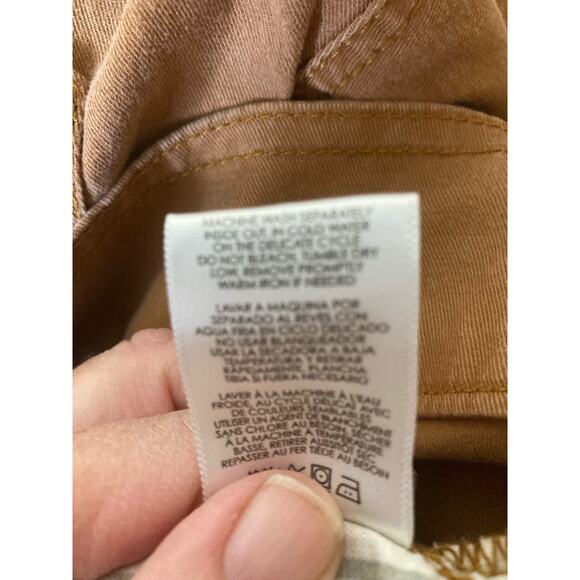 MACHINE WASH SEPARATELY
INSIDE OUT, IN COLD WATER
ON THE DELICATE CYCLE
DO NOT BLEACH, TUMBLE DRY
LOW, REMOVE PROMPTLY
WARM IRON IF NEEDED
LAVAR A MAQUINA POR
SEPARADO AL REVES CON
AGUA FRIA EN CICLO DELICADO
NO USAR BLANQUEADOR
USAR LA SECADORA A BAJA
TEMPERATURA Y RETIRAR
RÁPIDAMENTE, PLANCHA
TIBIA SI FUERA NECESARIO
LAVER À LA MACHINE À L'EAU
FROIDE, AU CYCLE DÉLICAT AVEC
DE COULEURS SEMBLABLES
UTILISER UN AGENT DE BLANCHIMENT
SANS CHLORE AU BESOIN, SÉCHER
À LA MACHINE À TEMPÉRATURE
BASSE, RETIRER AUSSITÔT SEC
REPASSER AU FER TIÈDE AU BESOIN